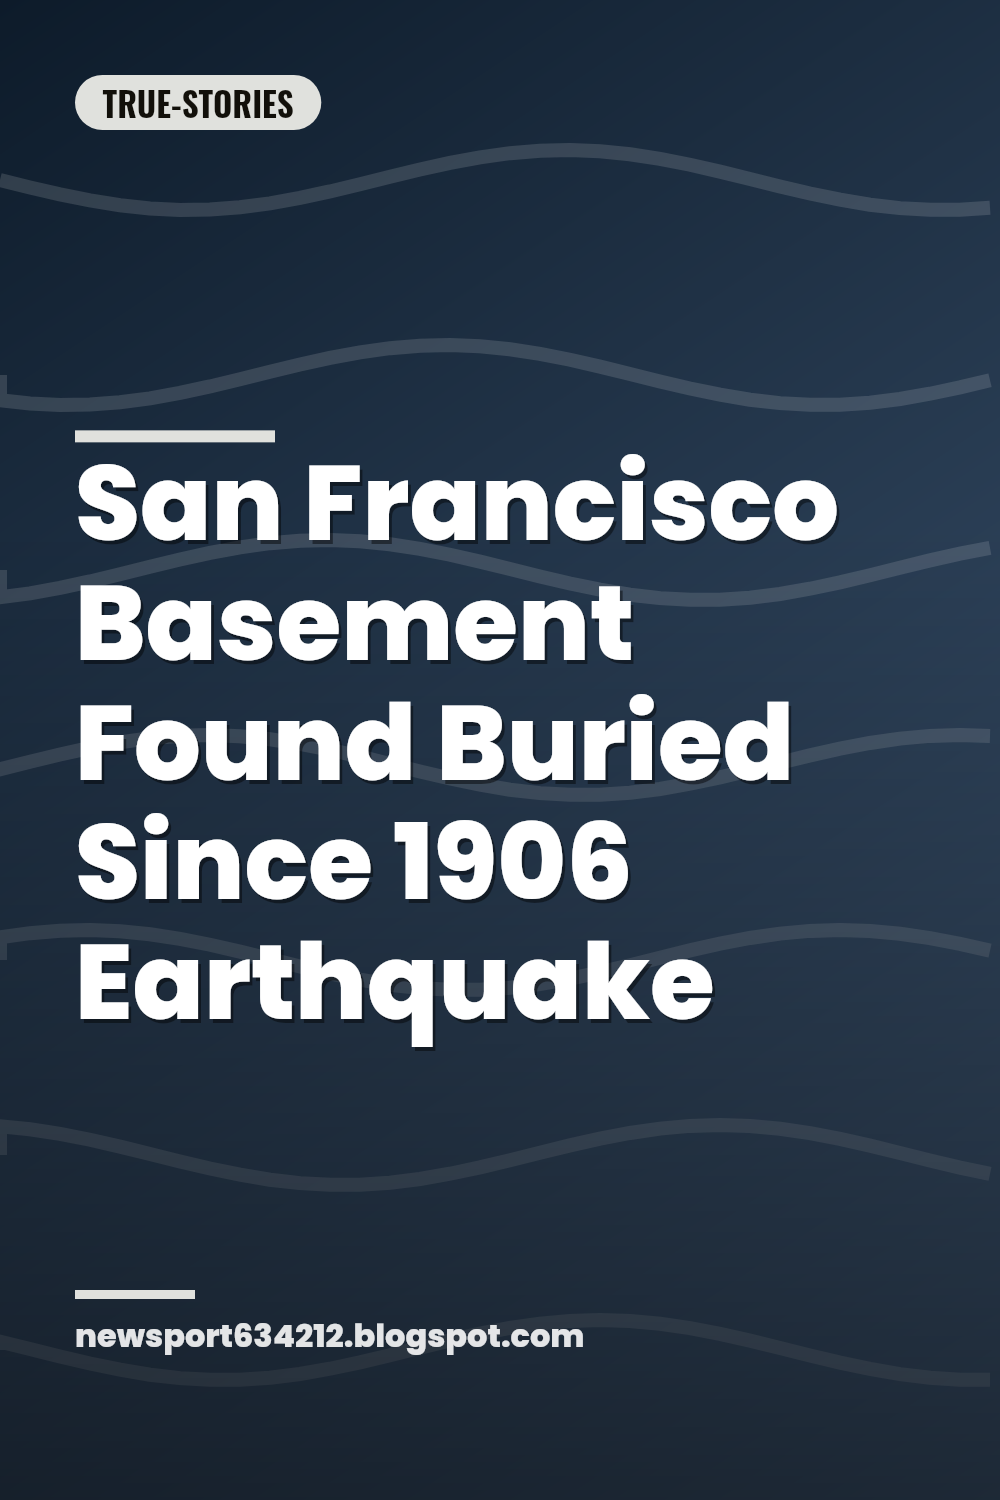 TRUE-STORIES
San Francisco
Basement
Found Buried
Since 1906
Earthquake
newsport634212.blogspot.com